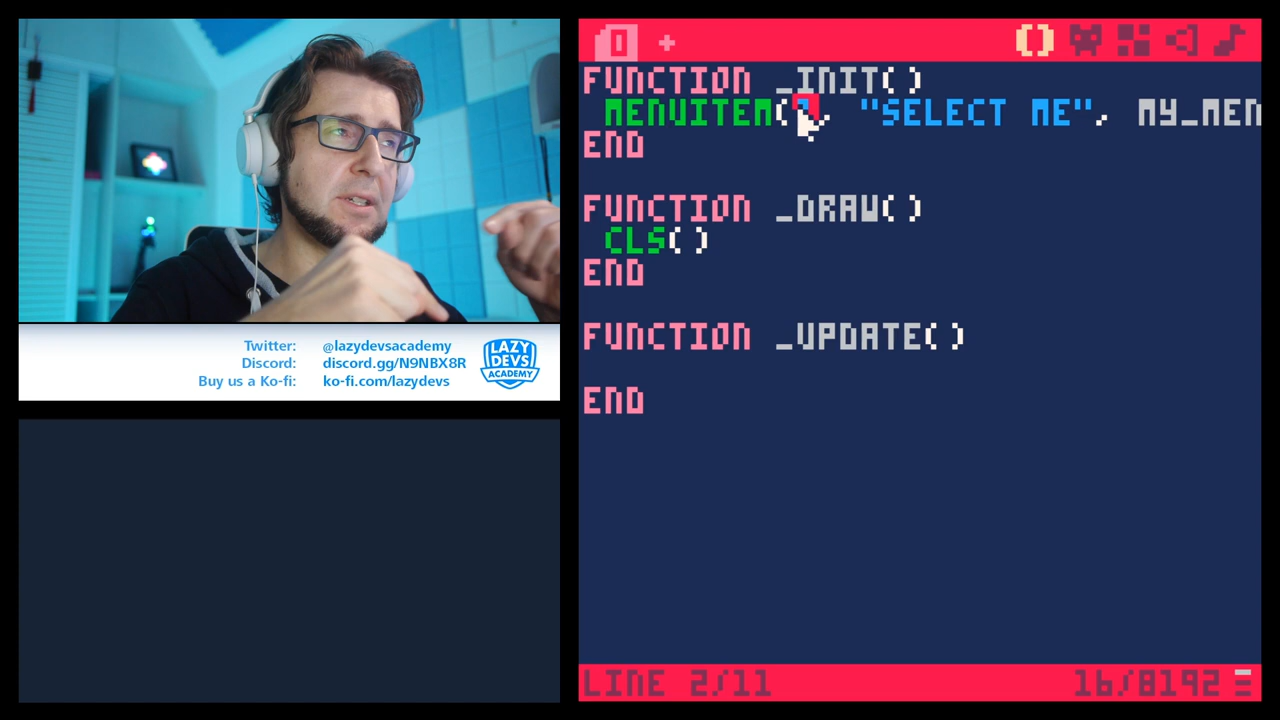 Twitter: @lazydevsacademy
Discord: discord.gg/N9NBX8R
Buy us a Ko-fi: ko-fi.com/lazydevs
LAZY
DEVS
ACADEMY
0 +
FUNCTION _INIT()
MENUITEM( , "SELECT ME", MY_MEN
END
FUNCTION _DRAW()
CLS()
END
FUNCTION _UPDATE()
END
LINE 2/11
16/8192